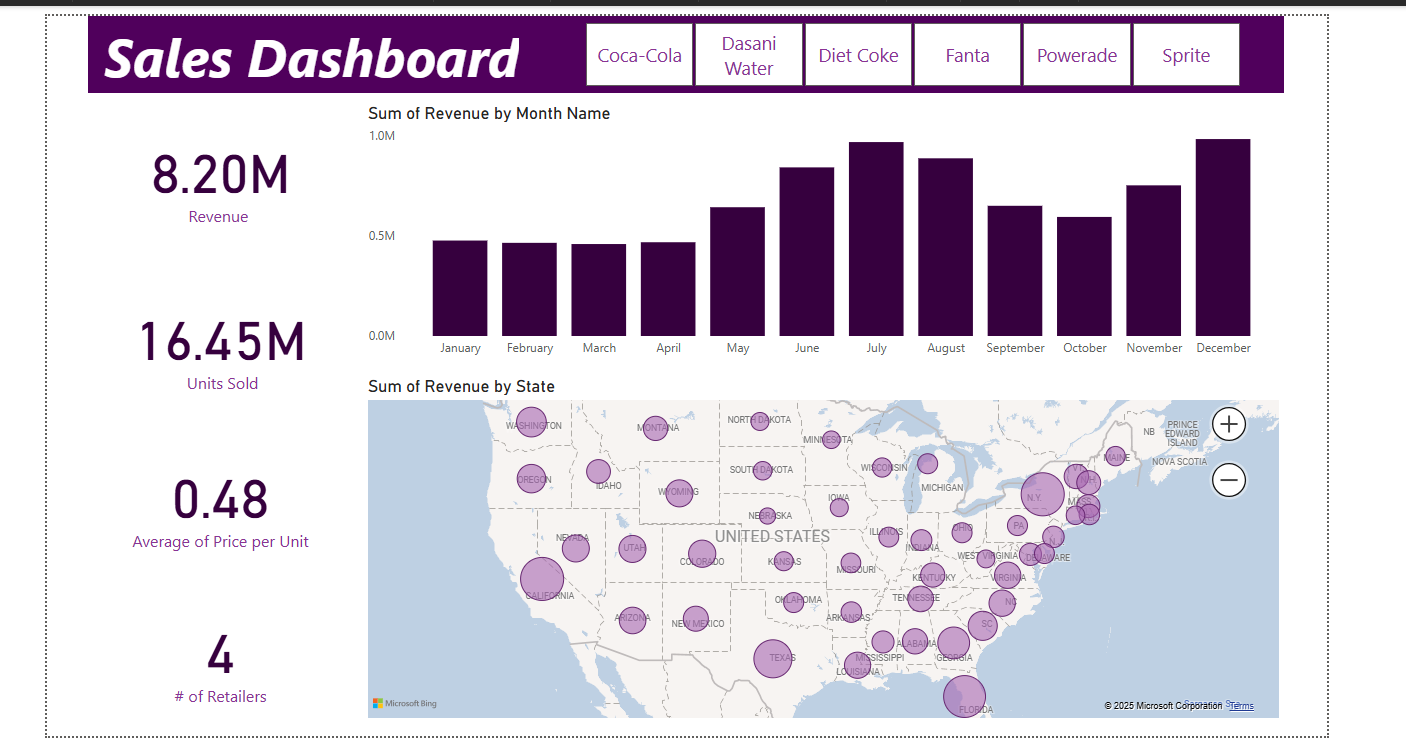 Sales Dashboard
Coca-Cola
Dasani
Water
Diet Coke
Fanta
Powerade
Sprite
8.20M
Revenue
16.45M
Units Sold
0.48
Average of Price per Unit
4
# of Retailers
Sum of Revenue by Month Name
1.0M
0.5M
0.0M
January
February
March
April
May
June
July
August
September
October
November
December
Sum of Revenue by State
WASHINGTON
MONTANA
NORTH DAKOTA
MINNESOTA
OREGON
IDAHO
WYOMING
SOUTH DAKOTA
WISCONSIN
MICHIGAN
NEBRASKA
IOWA
NEVADA
UTAH
COLORADO
UNITED STATES
KANSAS
MISSOURI
ILLINOIS
INDIANA
OHIO
PA
N.Y.
VT
N.H.
MAINE
MASS
N.J.
NB
PRINCE
EDWARD
ISLAND
NOVA SCOTIA
CALIFORNIA
ARIZONA
NEW MEXICO
OKLAHOMA
ARKANSAS
KENTUCKY
TENNESSEE
WEST VIRGINIA
DELAWARE
VIRGINIA
NC
SC
TEXAS
LOUISIANA
MISSISSIPPI
ALABAMA
GEORGIA
FLORIDA
Microsoft Bing
© 2025 Microsoft Corporation
Terms